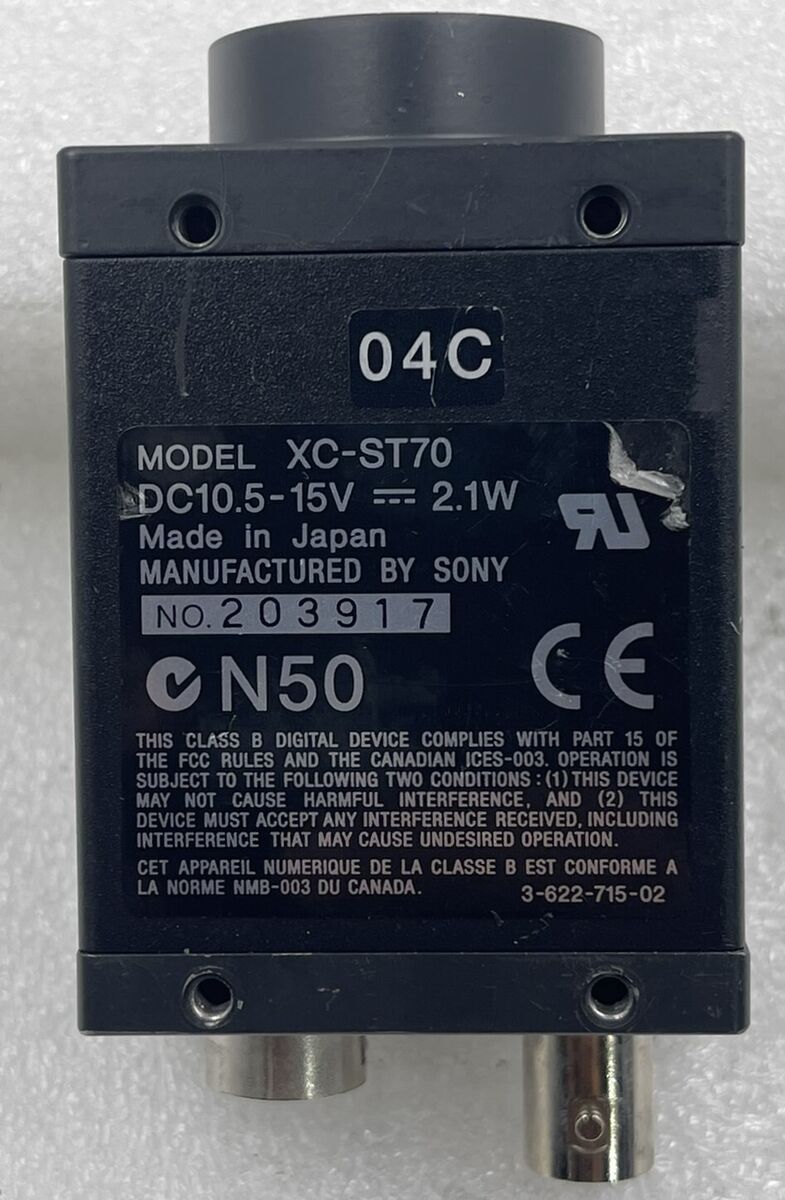 04C
MODEL XC-ST70
DC10.5-15V ⎓ 2.1W
Made in Japan
MANUFACTURED BY SONY
NO. 203917
N50
CE
THIS CLASS B DIGITAL DEVICE COMPLIES WITH PART 15 OF
THE FCC RULES AND THE CANADIAN ICES-003. OPERATION IS
SUBJECT TO THE FOLLOWING TWO CONDITIONS : (1) THIS DEVICE
MAY NOT CAUSE HARMFUL INTERFERENCE, AND (2) THIS
DEVICE MUST ACCEPT ANY INTERFERENCE RECEIVED, INCLUDING
INTERFERENCE THAT MAY CAUSE UNDESIRED OPERATION.
CET APPAREIL NUMERIQUE DE LA CLASSE B EST CONFORME A
LA NORME NMB-003 DU CANADA.
3-622-715-02